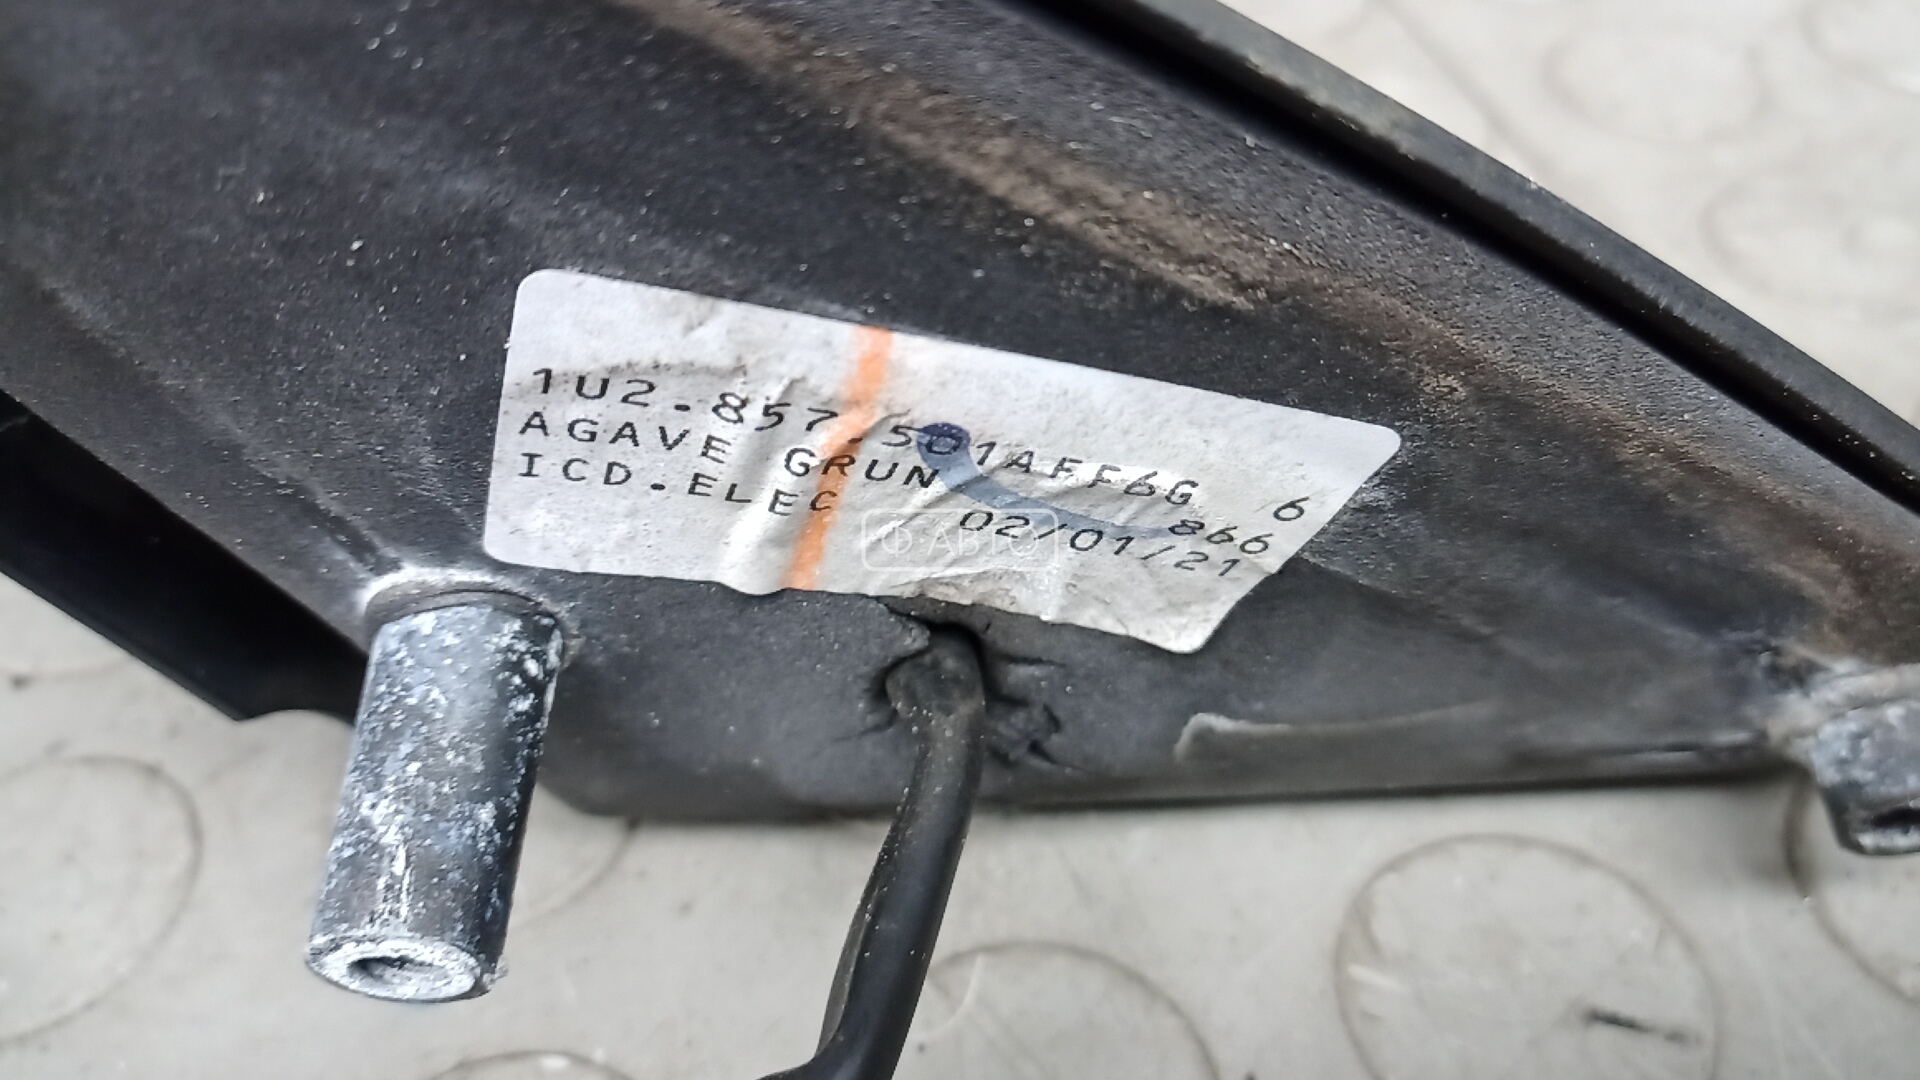 1U2.857.501AFF6G 6
AGAVE GRUN 866
ICD.ELEC 02/01/21
Ф АВТО